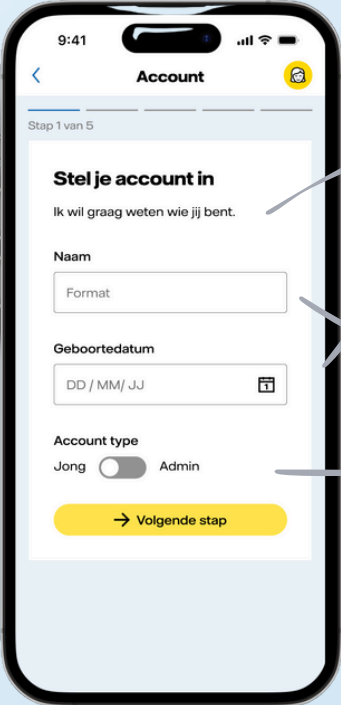 9:41
Account
Stap 1 van 5
Stel je account in
Ik wil graag weten wie jij bent.
Naam
Format
Geboortedatum
DD / MM/ JJ
1
Account type
Jong Admin
Volgende stap